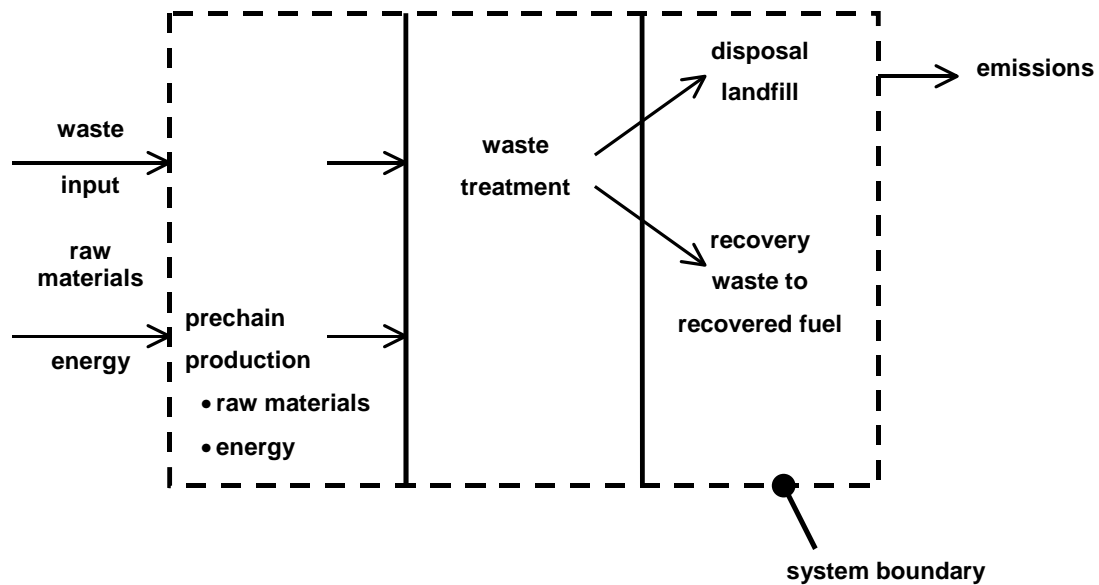 waste
input
raw
materials
energy
prechain
production
• raw materials
• energy
waste
treatment
disposal
landfill
recovery
waste to
recovered fuel
emissions
system boundary